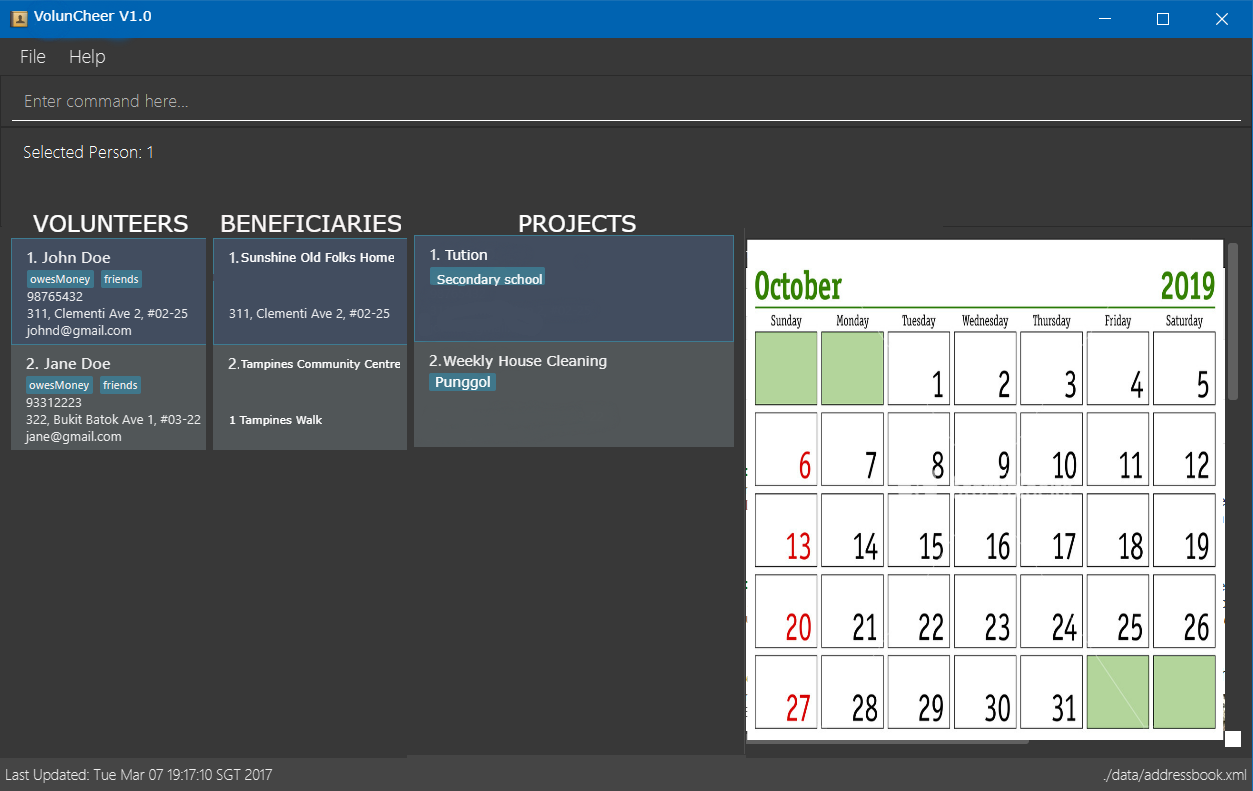 VolunCheer V1.0
File Help
Enter command here...
Selected Person: 1
VOLUNTEERS
1. John Doe
owesMoney friends
98765432
311, Clementi Ave 2, #02-25
johnd@gmail.com
2. Jane Doe
owesMoney friends
93312223
322, Bukit Batok Ave 1, #03-22
jane@gmail.com
BENEFICIARIES
1.Sunshine Old Folks Home
311, Clementi Ave 2, #02-25
2.Tampines Community Centre
1 Tampines Walk
PROJECTS
1. Tution
Secondary school
2.Weekly House Cleaning
Punggol
October 2019
Sunday Monday Tuesday Wednesday Thursday Friday Saturday
1 2 3 4 5
6 7 8 9 10 11 12
13 14 15 16 17 18 19
20 21 22 23 24 25 26
27 28 29 30 31
Last Updated: Tue Mar 07 19:17:10 SGT 2017
./data/addressbook.xml